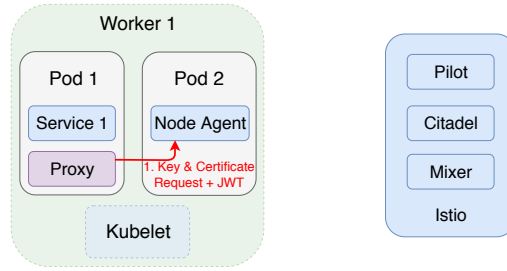 Worker 1
Pod 1
Pod 2
Service 1
Node Agent
Proxy
1. Key & Certificate
Request + JWT
Kubelet
Pilot
Citadel
Mixer
Istio